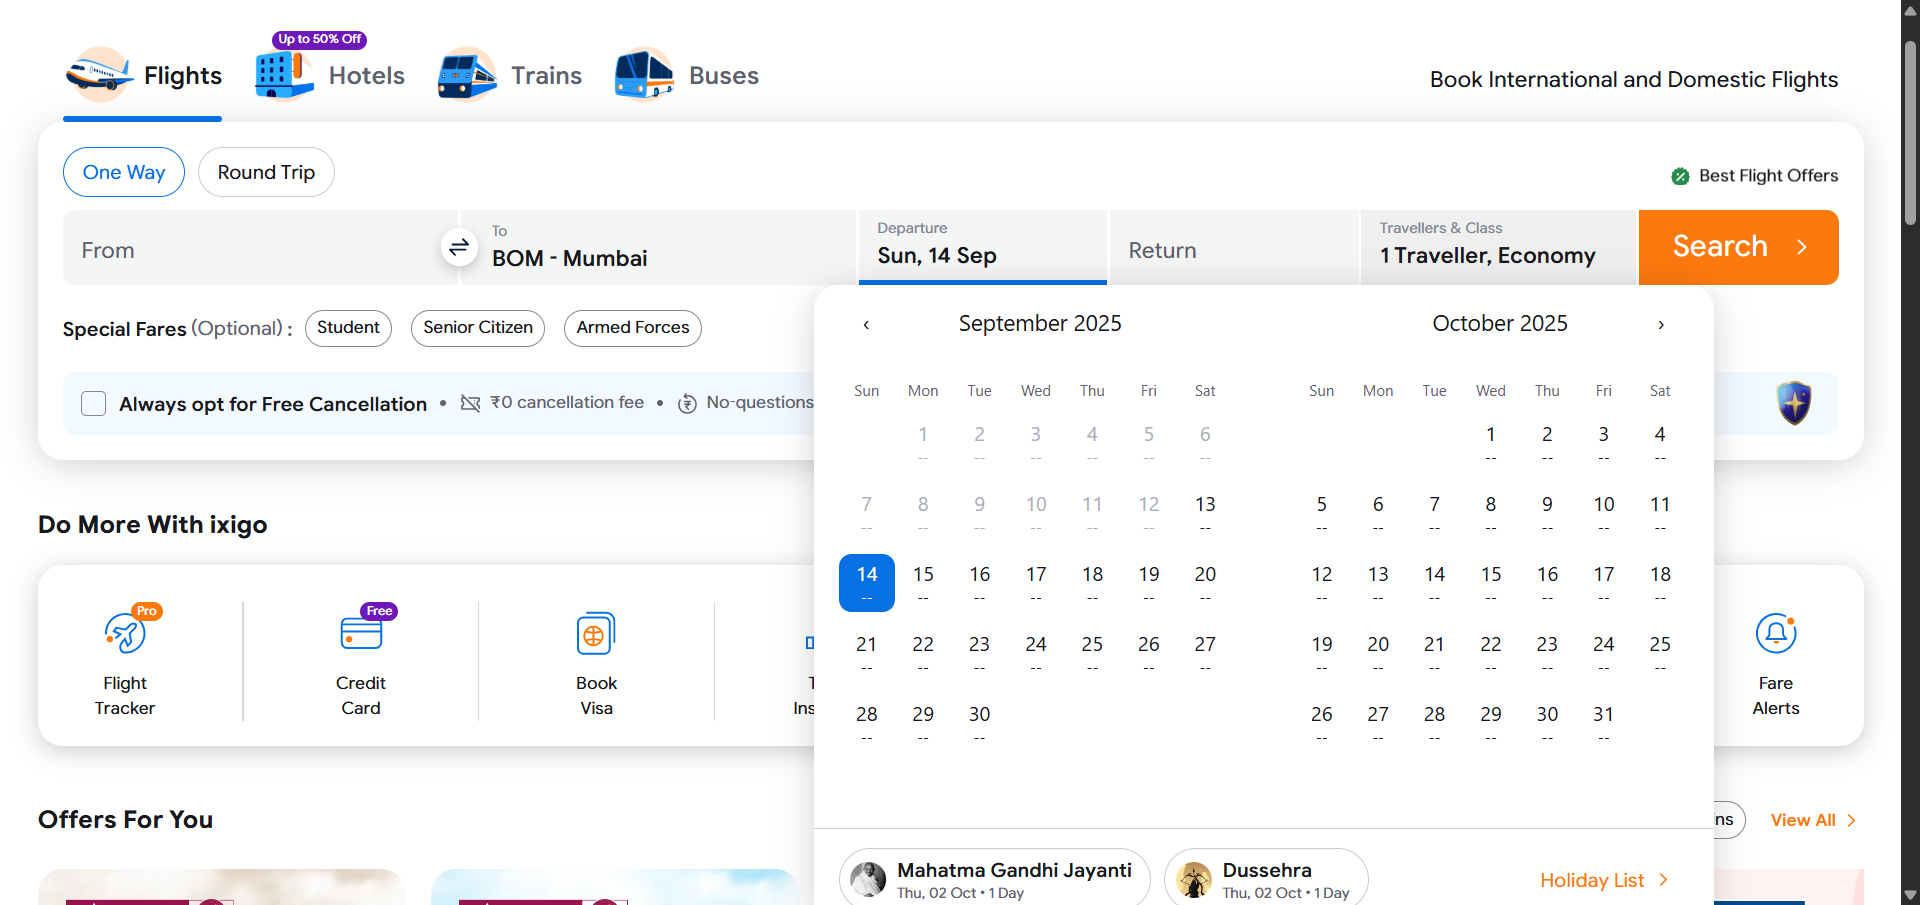 Up to 50% Off
Flights
Hotels
Trains
Buses
Book International and Domestic Flights
One Way
Round Trip
Best Flight Offers
From
To
BOM - Mumbai
Departure
Sun, 14 Sep
Return
Travellers & Class
1 Traveller, Economy
Search
Special Fares (Optional) :
Student
Senior Citizen
Armed Forces
Always opt for Free Cancellation • ₹0 cancellation fee • No-questions
September 2025
Sun Mon Tue Wed Thu Fri Sat
1 2 3 4 5 6
-- -- -- -- -- --
7 8 9 10 11 12 13
-- -- -- -- -- -- --
14 15 16 17 18 19 20
-- -- -- -- -- -- --
21 22 23 24 25 26 27
-- -- -- -- -- -- --
28 29 30
-- -- --
October 2025
Sun Mon Tue Wed Thu Fri Sat
1 2 3 4
-- -- -- --
5 6 7 8 9 10 11
-- -- -- -- -- -- --
12 13 14 15 16 17 18
-- -- -- -- -- -- --
19 20 21 22 23 24 25
-- -- -- -- -- -- --
26 27 28 29 30 31
-- -- -- -- -- --
Mahatma Gandhi Jayanti
Thu, 02 Oct • 1 Day
Dussehra
Thu, 02 Oct • 1 Day
Holiday List
Do More With ixigo
Pro
Flight
Tracker
Free
Credit
Card
Book
Visa
T
Ins
Fare
Alerts
Offers For You
ns
View All